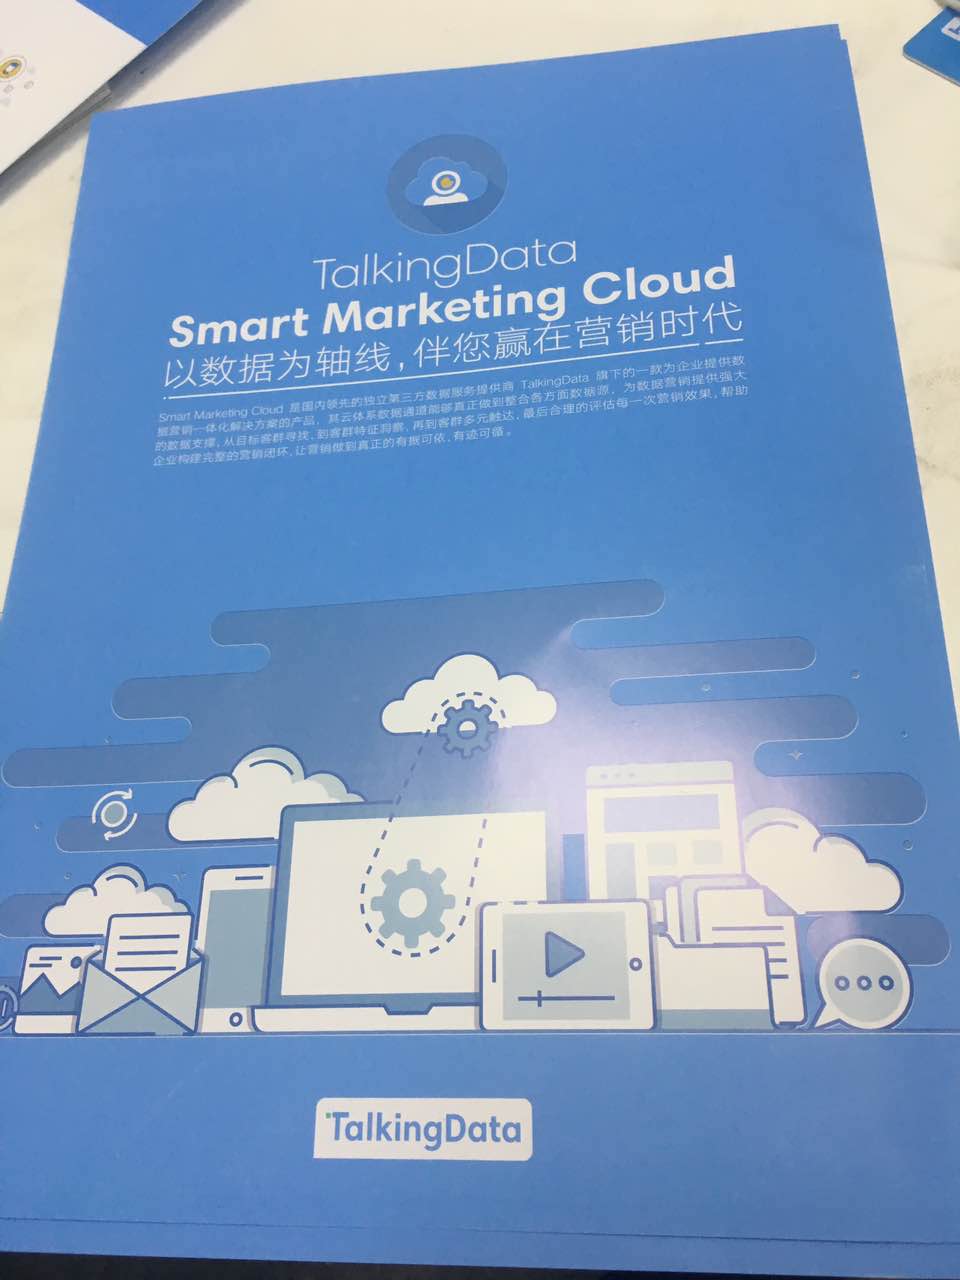 TalkingData
Smart Marketing Cloud
以数据为轴线,伴您赢在营销时代
Smart Marketing Cloud 是国内领先的独立第三方数据服务提供商 TalkingData 旗下的一款为企业提供数
据营销一体化解决方案的产品，其云体系数据通道能够真正做到整合各方面数据源，为数据营销提供强大
的数据支撑,从目标客群寻找,到客群特征洞察,再到客群多元触达,最后合理的评估每一次营销效果,帮助
企业构建完整的营销闭环,让营销做到真正的有据可依,有迹可循。
TalkingData